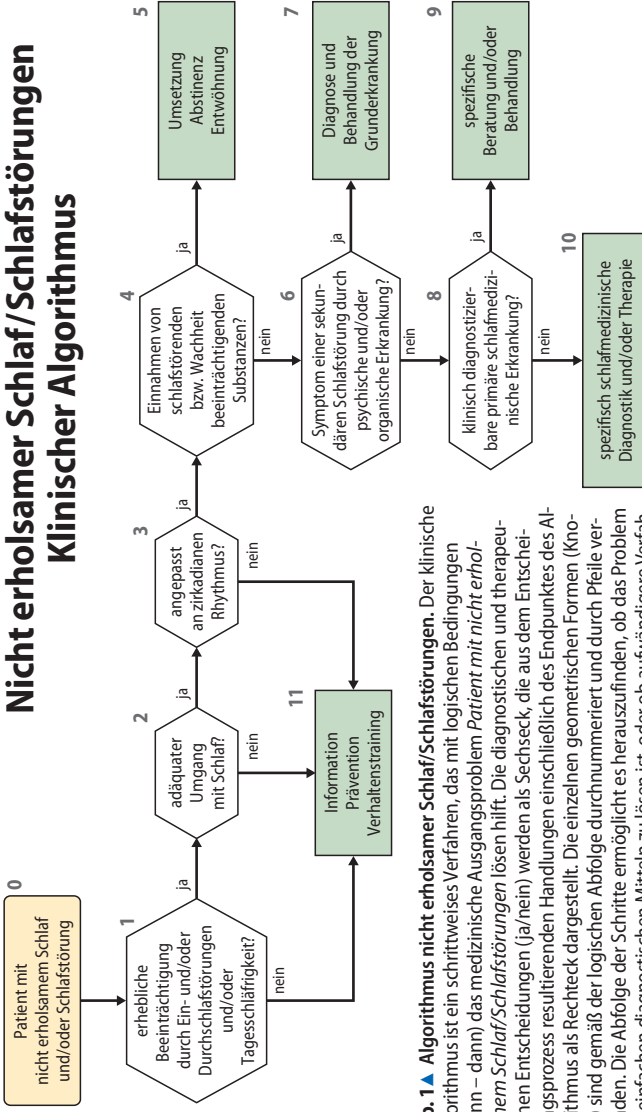 Nicht erholsamer Schlaf/Schlafstörungen
Klinischer Algorithmus
0
Patient mit
nicht erholsamem Schlaf
und/oder Schlafstörung
1
erhebliche
Beeinträchtigung
durch Ein- und/oder
Durchschlafstörungen
und/oder
Tagesschläfrigkeit?
ja
nein
2
adäquater
Umgang
mit Schlaf?
ja
nein
3
angepasst
an zirkadianen
Rhythmus?
ja
nein
4
Einnahmen von
schlafstörenden
bzw. Wachheit
beeinträchtigenden
Substanzen?
ja
nein
5
Umsetzung
Abstinenz
Entwöhnung
6
Symptom einer sekun-
dären Schlafstörung durch
psychische und/oder
organische Erkrankung?
ja
nein
7
Diagnose und
Behandlung der
Grunderkrankung
8
klinisch diagnostizier-
bare primäre schlafmedizi-
nische Erkrankung?
ja
nein
9
spezifische
Beratung und/oder
Behandlung
10
spezifisch schlafmedizinische
Diagnostik und/oder Therapie
11
Information
Prävention
Verhaltenstraining
b. 1 ▲ Algorithmus nicht erholsamer Schlaf/Schlafstörungen. Der klinische
orithmus ist ein schrittweises Verfahren, das mit logischen Bedingungen
nn – dann) das medizinische Ausgangsproblem Patient mit nicht erhol-
nem Schlaf/Schlafstörungen lösen hilft. Die diagnostischen und therapeu-
hen Entscheidungen (ja/nein) werden als Sechseck, die aus dem Entschei-
gsprozess resultierenden Handlungen einschließlich des Endpunktes des Al-
ithmus als Rechteck dargestellt. Die einzelnen geometrischen Formen (Kno-
sind gemäß der logischen Abfolge durchnummeriert und durch Pfeile ver-
den. Die Abfolge der Schritte ermöglicht es herauszufinden, ob das Problem
einfachen diagnostischen Mitteln zu lösen ist, oder ob aufwändigere Verfah